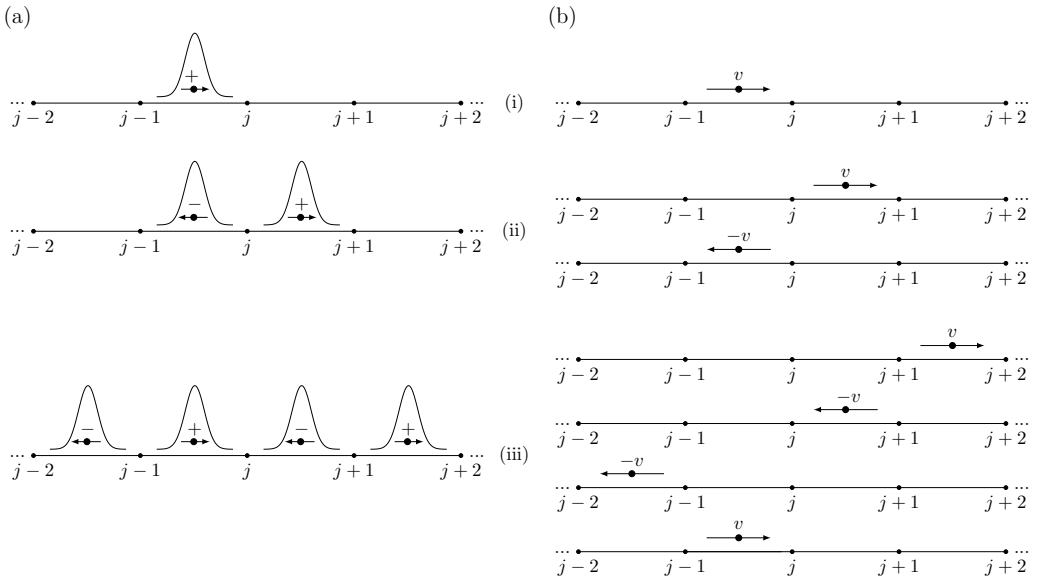 (a)
+
... j − 2 j − 1 j j + 1 j + 2 ...
− +
... j − 2 j − 1 j j + 1 j + 2 ...
− + − +
... j − 2 j − 1 j j + 1 j + 2 ...
(i)
(ii)
(iii)
(b)
v
... j − 2 j − 1 j j + 1 j + 2 ...
v
... j − 2 j − 1 j j + 1 j + 2 ...
−v
... j − 2 j − 1 j j + 1 j + 2 ...
v
... j − 2 j − 1 j j + 1 j + 2 ...
−v
... j − 2 j − 1 j j + 1 j + 2 ...
−v
... j − 2 j − 1 j j + 1 j + 2 ...
v
... j − 2 j − 1 j j + 1 j + 2 ...